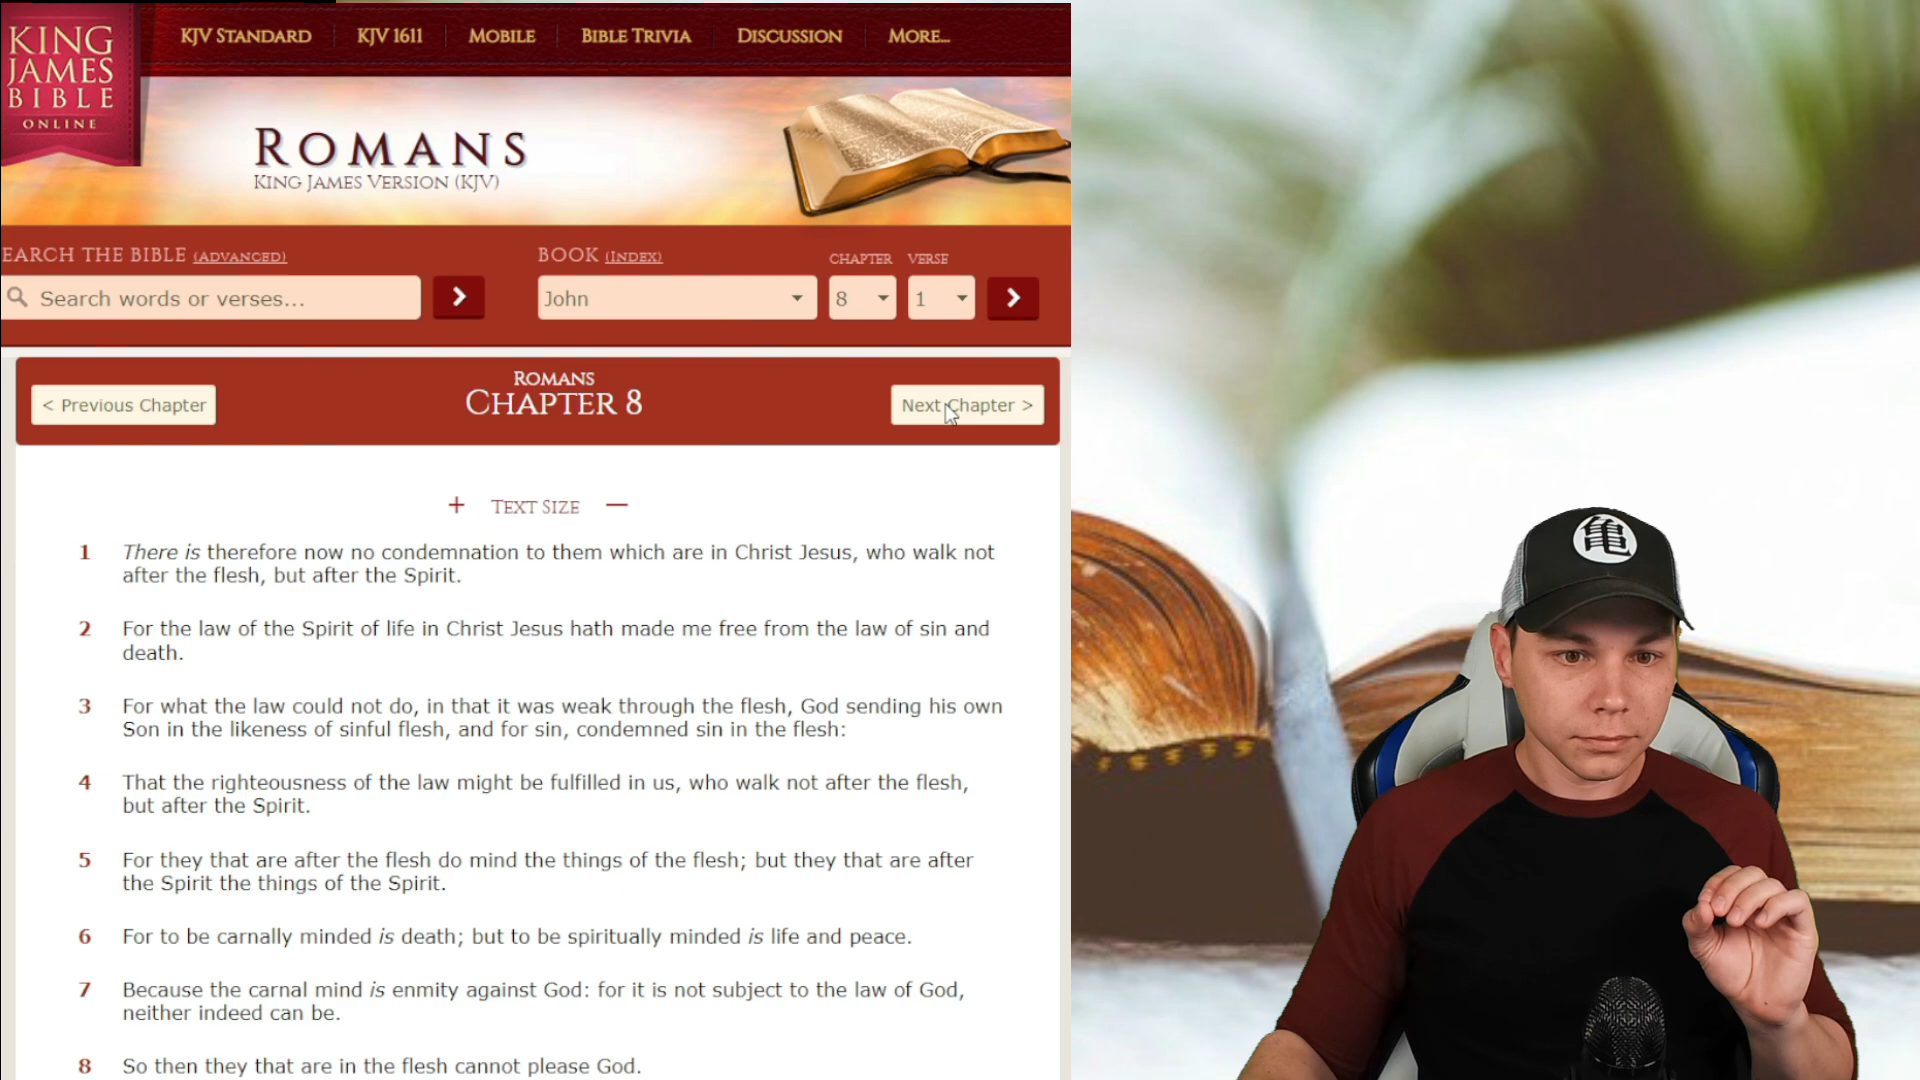 KING
JAMES
BIBLE
ONLINE
KJV STANDARD
KJV 1611
MOBILE
BIBLE TRIVIA
DISCUSSION
MORE...
ROMANS
KING JAMES VERSION (KJV)
EARCH THE BIBLE (ADVANCED)
BOOK (INDEX)
CHAPTER
VERSE
Search words or verses...
John
8
1
< Previous Chapter
ROMANS
CHAPTER 8
Next Chapter >
+ TEXT SIZE —
1 There is therefore now no condemnation to them which are in Christ Jesus, who walk not
after the flesh, but after the Spirit.
2 For the law of the Spirit of life in Christ Jesus hath made me free from the law of sin and
death.
3 For what the law could not do, in that it was weak through the flesh, God sending his own
Son in the likeness of sinful flesh, and for sin, condemned sin in the flesh:
4 That the righteousness of the law might be fulfilled in us, who walk not after the flesh,
but after the Spirit.
5 For they that are after the flesh do mind the things of the flesh; but they that are after
the Spirit the things of the Spirit.
6 For to be carnally minded is death; but to be spiritually minded is life and peace.
7 Because the carnal mind is enmity against God: for it is not subject to the law of God,
neither indeed can be.
8 So then they that are in the flesh cannot please God.
亀